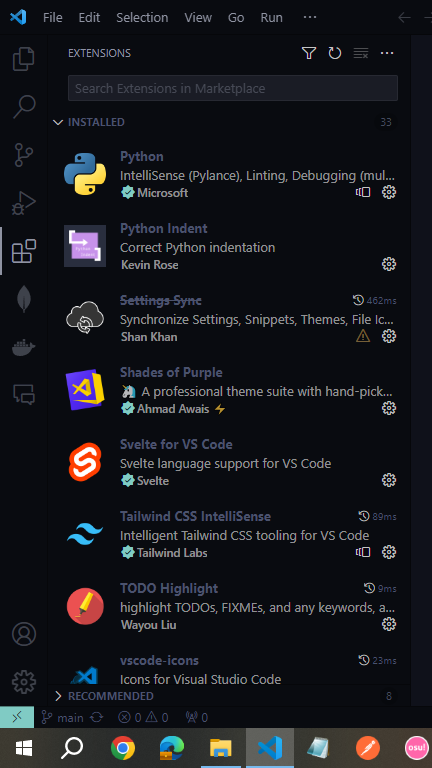 File Edit Selection View Go Run ...
EXTENSIONS
Search Extensions in Marketplace
INSTALLED 33
Python
IntelliSense (Pylance), Linting, Debugging (mul...
Microsoft
Python Indent
Correct Python indentation
Kevin Rose
Settings Sync 462ms
Synchronize Settings, Snippets, Themes, File Ic...
Shan Khan
Shades of Purple
A professional theme suite with hand-pick...
Ahmad Awais
Svelte for VS Code
Svelte language support for VS Code
Svelte
Tailwind CSS IntelliSense 89ms
Intelligent Tailwind CSS tooling for VS Code
Tailwind Labs
TODO Highlight 9ms
highlight TODOs, FIXMEs, and any keywords, a...
Wayou Liu
vscode-icons 23ms
Icons for Visual Studio Code
RECOMMENDED 8
main 0 0 0
osu!